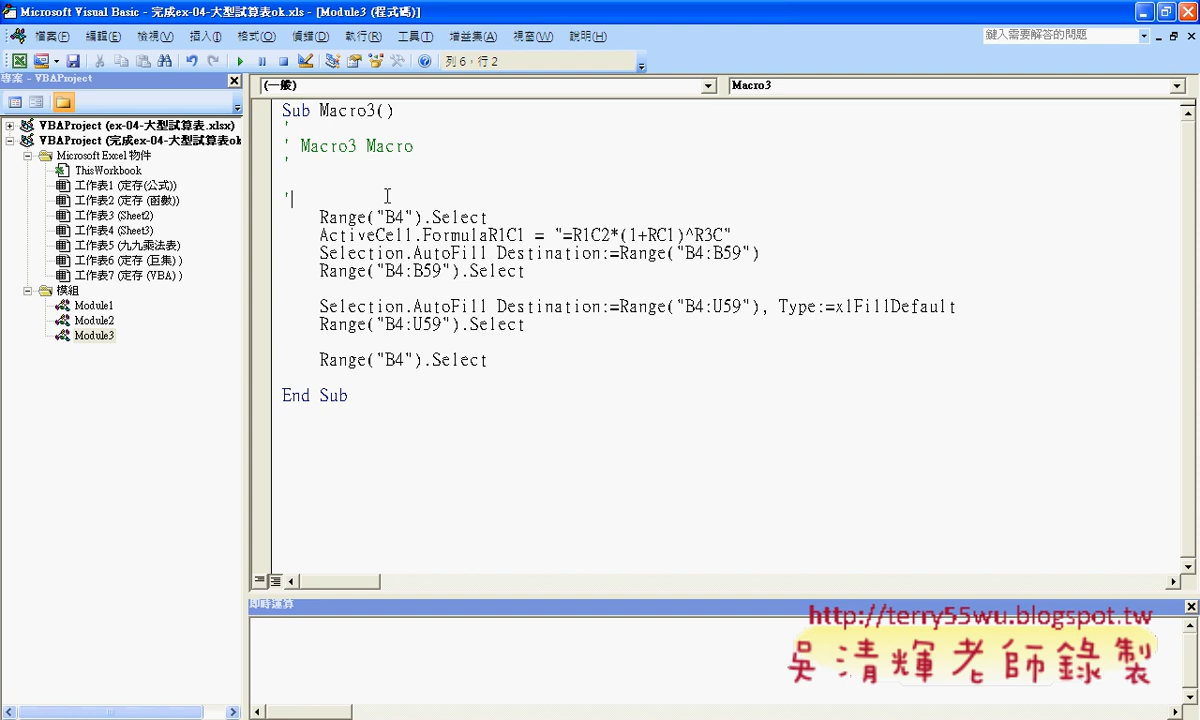 Microsoft Visual Basic - 完成ex-04-大型試算表ok.xls - [Module3 (程式碼)]
檔案(F) 編輯(E) 檢視(V) 插入(I) 格式(O) 偵錯(D) 執行(R) 工具(T) 增益集(A) 視窗(W) 說明(H) 鍵入需要解答的問題
列 6，行 2
專案 - VBAProject
(一般) Macro3
VBAProject (ex-04-大型試算表.xlsx)
VBAProject (完成ex-04-大型試算表ok
Microsoft Excel 物件
ThisWorkbook
工作表1 (定存(公式))
工作表2 (定存 (函數))
工作表3 (Sheet2)
工作表4 (Sheet3)
工作表5 (九九乘法表)
工作表6 (定存 (巨集) )
工作表7 (定存 (VBA) )
模組
Module1
Module2
Module3
Sub Macro3()
'
' Macro3 Macro
'
'
Range("B4").Select
ActiveCell.FormulaR1C1 = "=R1C2*(1+RC1)^R3C"
Selection.AutoFill Destination:=Range("B4:B59")
Range("B4:B59").Select
Selection.AutoFill Destination:=Range("B4:U59"), Type:=xlFillDefault
Range("B4:U59").Select
Range("B4").Select
End Sub
即時運算
http://terry55wu.blogspot.tw
吳清輝老師錄製